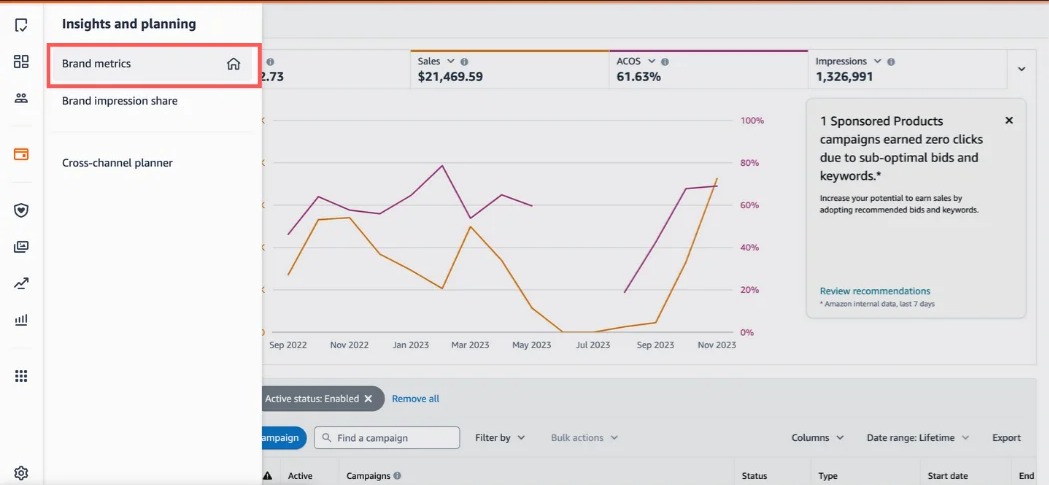 Insights and planning
Brand metrics
Brand impression share
Cross-channel planner
2.73
Sales
$21,469.59
ACOS
61.63%
Impressions
1,326,991
100%
80%
60%
40%
20%
0%
Sep 2022
Nov 2022
Jan 2023
Mar 2023
May 2023
Jul 2023
Sep 2023
Nov 2023
1 Sponsored Products
campaigns earned zero clicks
due to sub-optimal bids and
keywords.*
Increase your potential to earn sales by
adopting recommended bids and keywords.
Review recommendations
* Amazon internal data, last 7 days
Active status: Enabled
Remove all
ampaign
Find a campaign
Filter by
Bulk actions
Columns
Date range: Lifetime
Export
Active
Campaigns
Status
Type
Start date
End